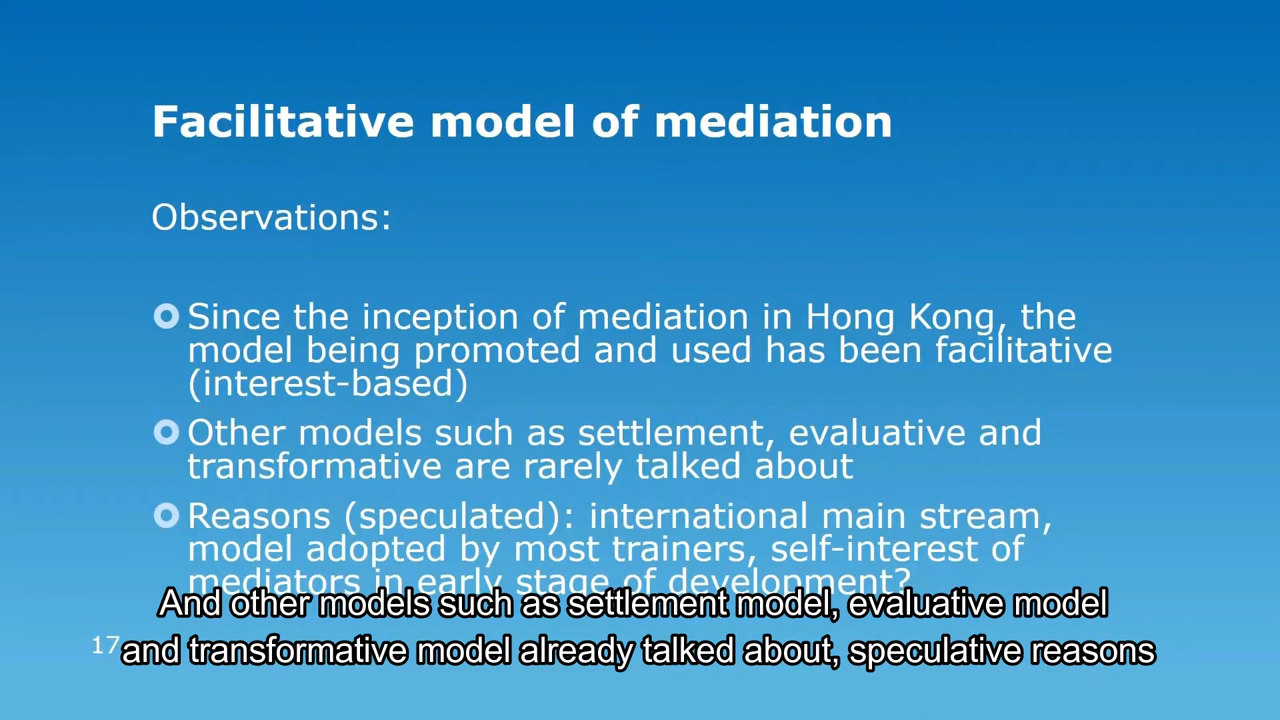 Facilitative model of mediation
Observations:
Since the inception of mediation in Hong Kong, the
model being promoted and used has been facilitative
(interest-based)
Other models such as settlement, evaluative and
transformative are rarely talked about
Reasons (speculated): international main stream,
model adopted by most trainers, self-interest of
mediators in early stage of development?
And other models such as settlement model, evaluative model
17
and transformative model already talked about, speculative reasons